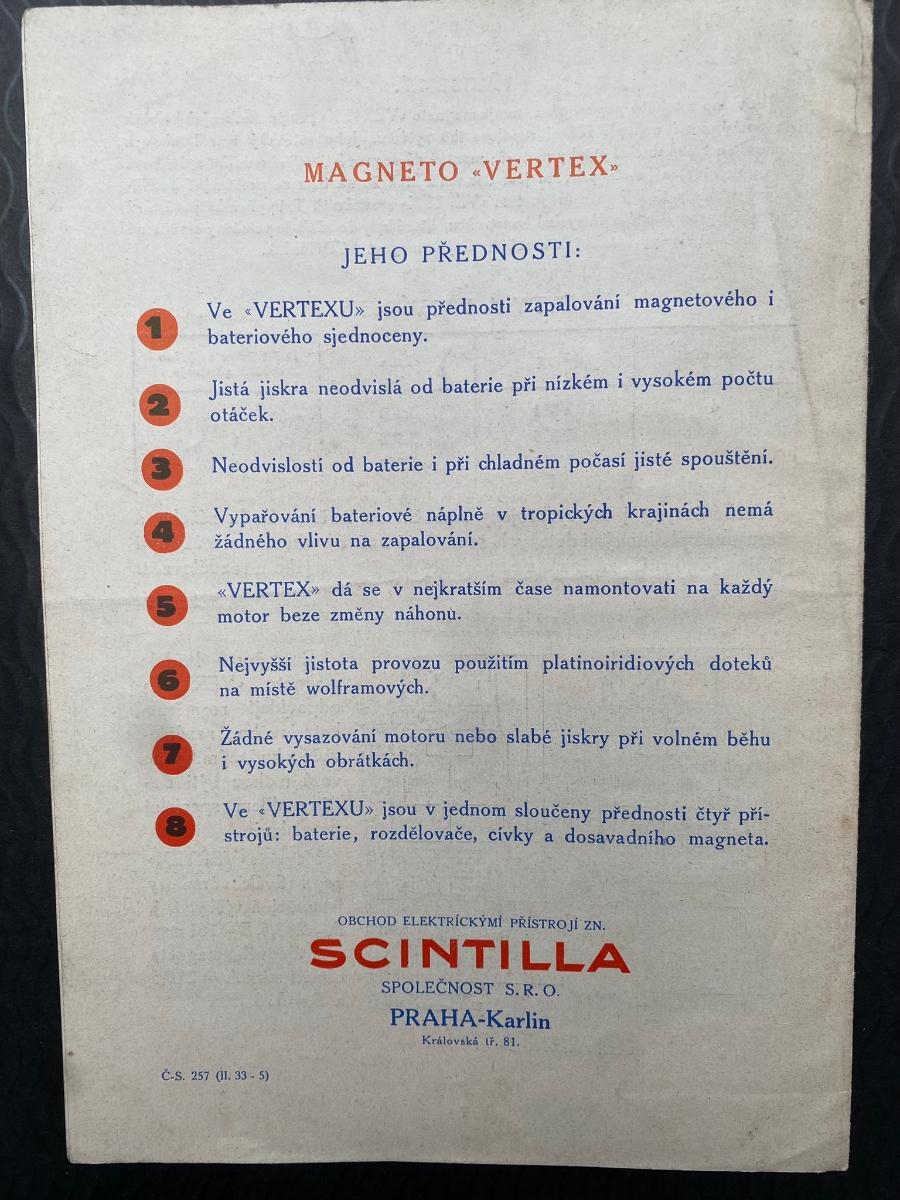 MAGNETO «VERTEX»
JEHO PŘEDNOSTI:
1 Ve «VERTEXU» jsou přednosti zapalování magnetového i
bateriového sjednoceny.
2 Jistá jiskra neodvislá od baterie při nízkém i vysokém počtu
otáček.
3 Neodvislostí od baterie i při chladném počasí jisté spouštění.
4 Vypařování bateriové náplně v tropických krajinách nemá
žádného vlivu na zapalování.
5 «VERTEX» dá se v nejkratším čase namontovati na každý
motor beze změny náhonu.
6 Nejvyšší jistota provozu použitím platinoiridiových doteků
na místě wolframových.
7 Žádné vysazování motoru nebo slabé jiskry při volném běhu
i vysokých obrátkách.
8 Ve «VERTEXU» jsou v jednom sloučeny přednosti čtyř pří-
strojů: baterie, rozdělovače, cívky a dosavadního magneta.
OBCHOD ELEKTRÍCKÝMÍ PŘÍSTROJÍ ZN.
SCINTILLA
SPOLEČNOST S. R. O.
PRAHA-Karlin
Královská tř. 81.
Č-S. 257 (II. 33 - 5)